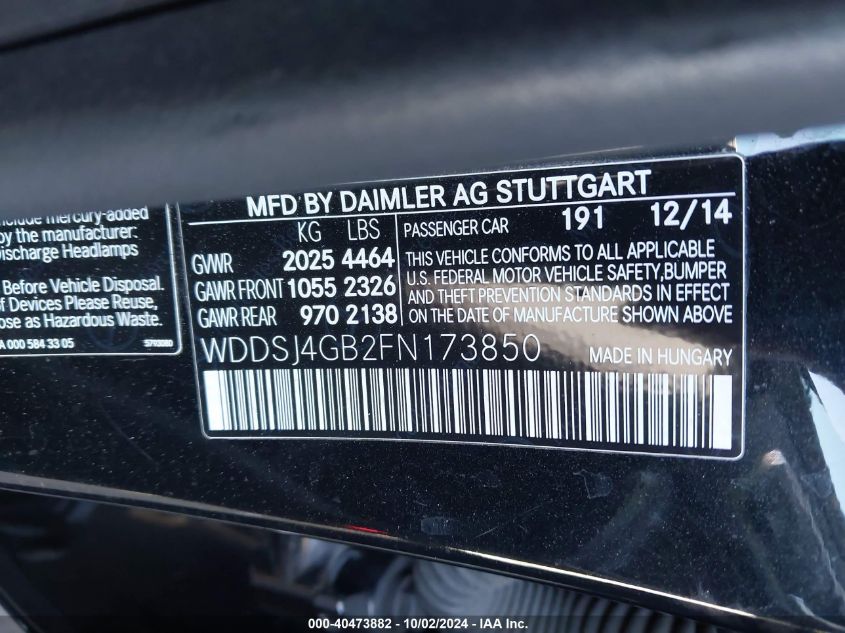 MFD BY DAIMLER AG STUTTGART
KG LBS
GVWR 2025 4464
GAWR FRONT 1055 2326
GAWR REAR 970 2138
PASSENGER CAR 191 12/14
THIS VEHICLE CONFORMS TO ALL APPLICABLE
U.S. FEDERAL MOTOR VEHICLE SAFETY, BUMPER
AND THEFT PREVENTION STANDARDS IN EFFECT
ON THE DATE OF MANUFACTURE SHOWN ABOVE
WDDSJ4GB2FN173850 MADE IN HUNGARY
mercury-added
by the manufacturer:
Discharge Headlamps
Before Vehicle Disposal.
of Devices Please Reuse,
ose as Hazardous Waste.
A 000 584 33 05
000-40473882 - 10/02/2024 - IAA Inc.